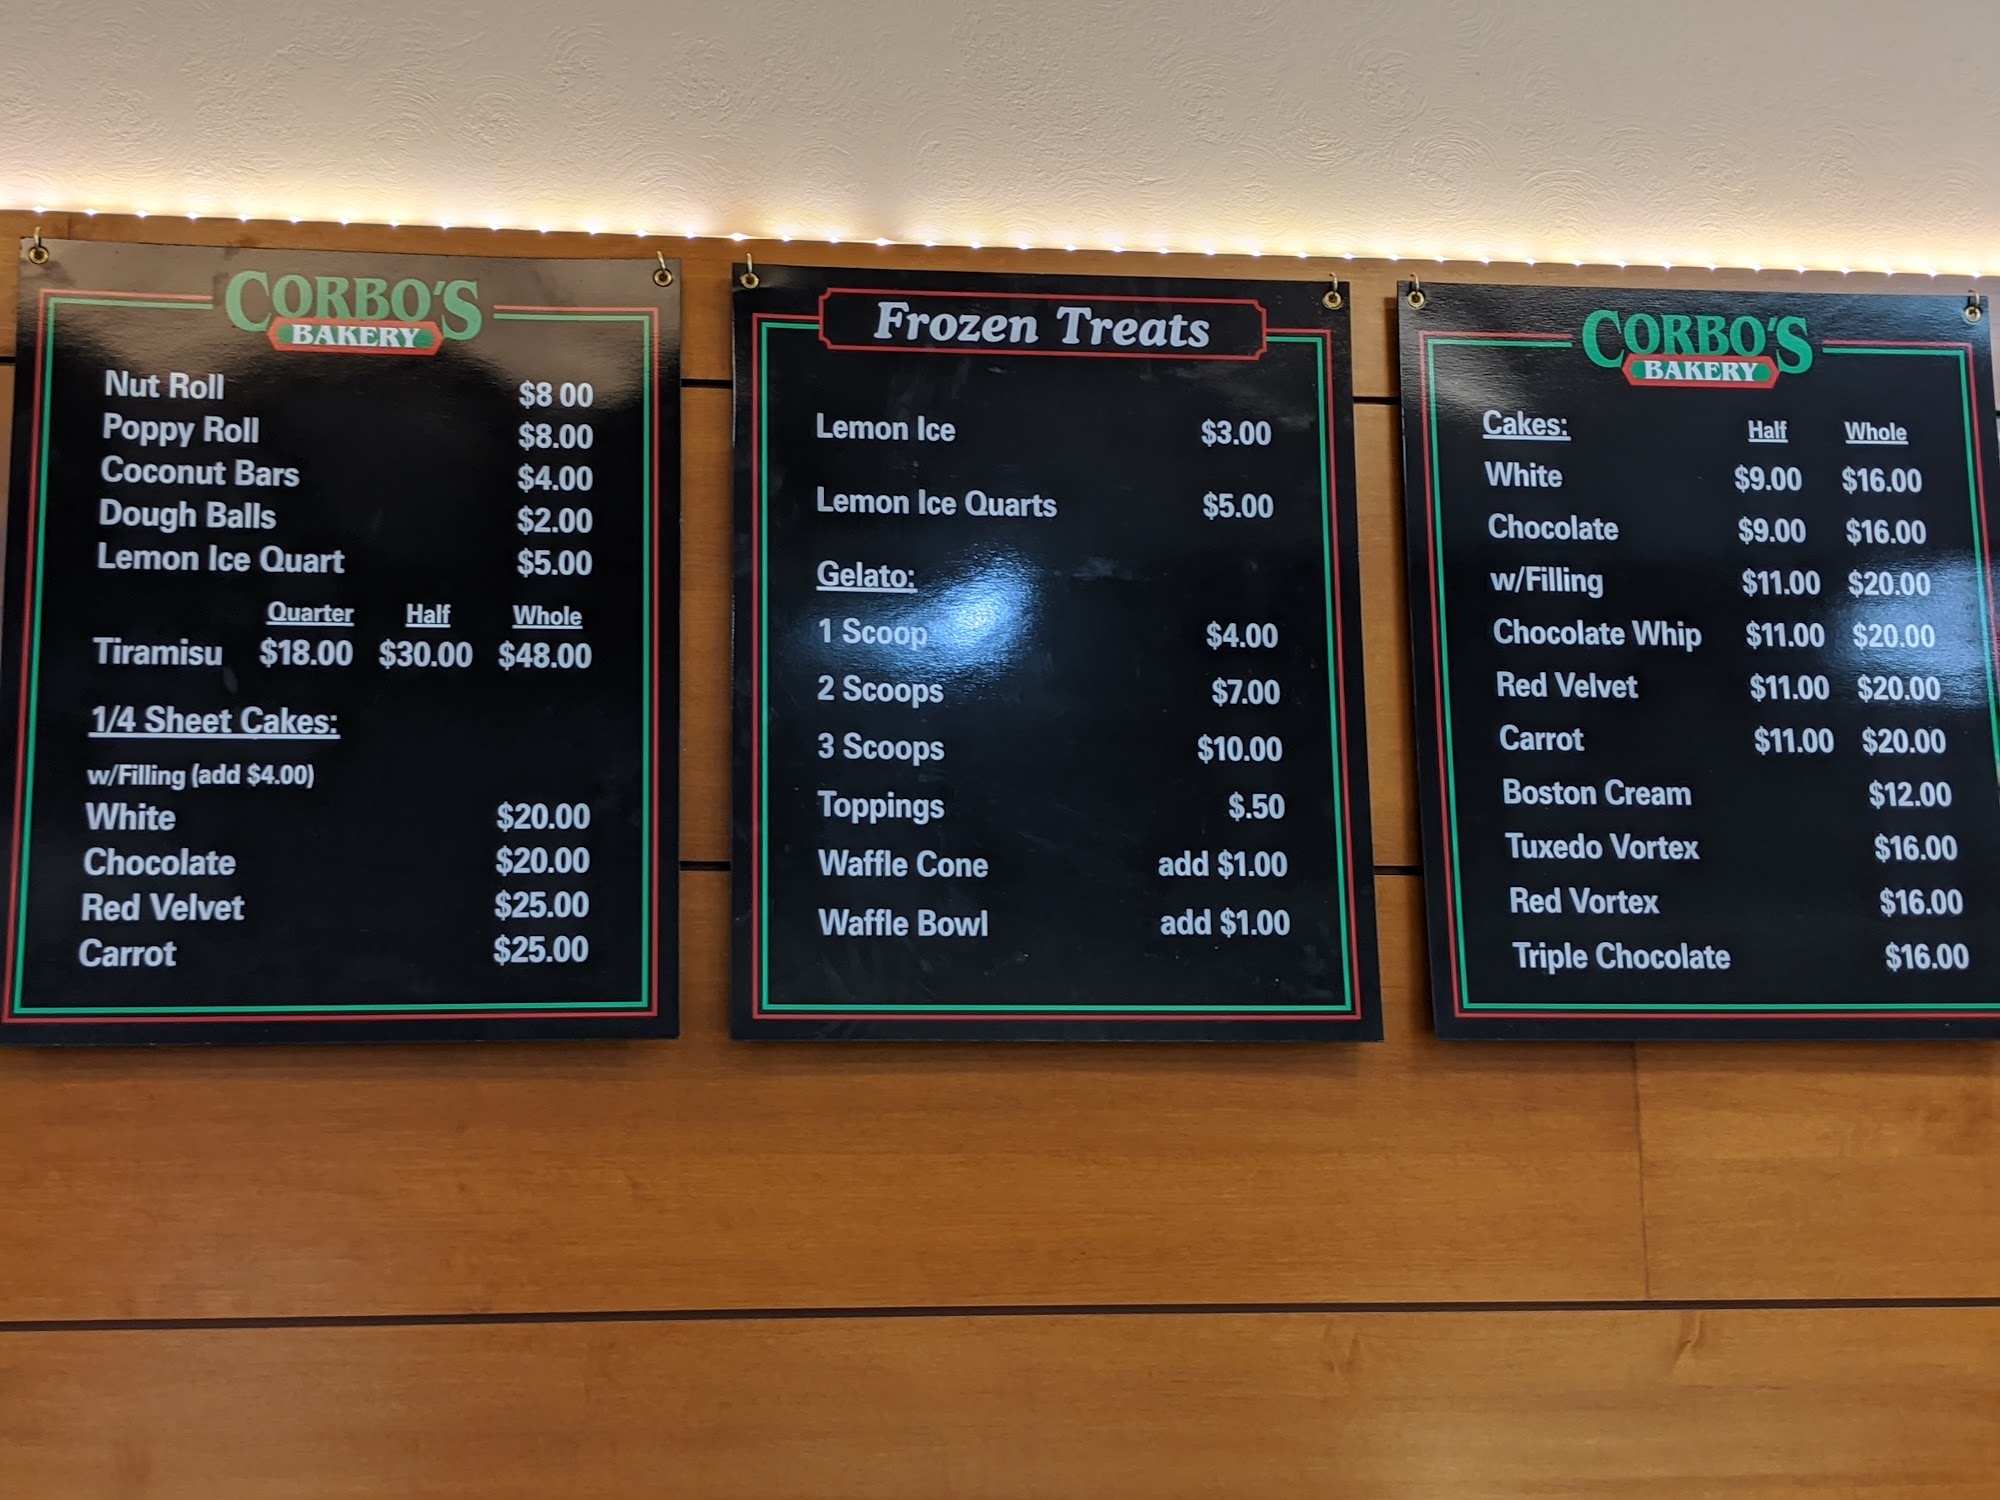 CORBO'S
BAKERY
Nut Roll $8 00
Poppy Roll $8.00
Coconut Bars $4.00
Dough Balls $2.00
Lemon Ice Quart $5.00
Quarter Half Whole
Tiramisu $18.00 $30.00 $48.00
1/4 Sheet Cakes:
w/Filling (add $4.00)
White $20.00
Chocolate $20.00
Red Velvet $25.00
Carrot $25.00
Frozen Treats
Lemon Ice $3.00
Lemon Ice Quarts $5.00
Gelato:
1 Scoop $4.00
2 Scoops $7.00
3 Scoops $10.00
Toppings $.50
Waffle Cone add $1.00
Waffle Bowl add $1.00
CORBO'S
BAKERY
Cakes: Half Whole
White $9.00 $16.00
Chocolate $9.00 $16.00
w/Filling $11.00 $20.00
Chocolate Whip $11.00 $20.00
Red Velvet $11.00 $20.00
Carrot $11.00 $20.00
Boston Cream $12.00
Tuxedo Vortex $16.00
Red Vortex $16.00
Triple Chocolate $16.00